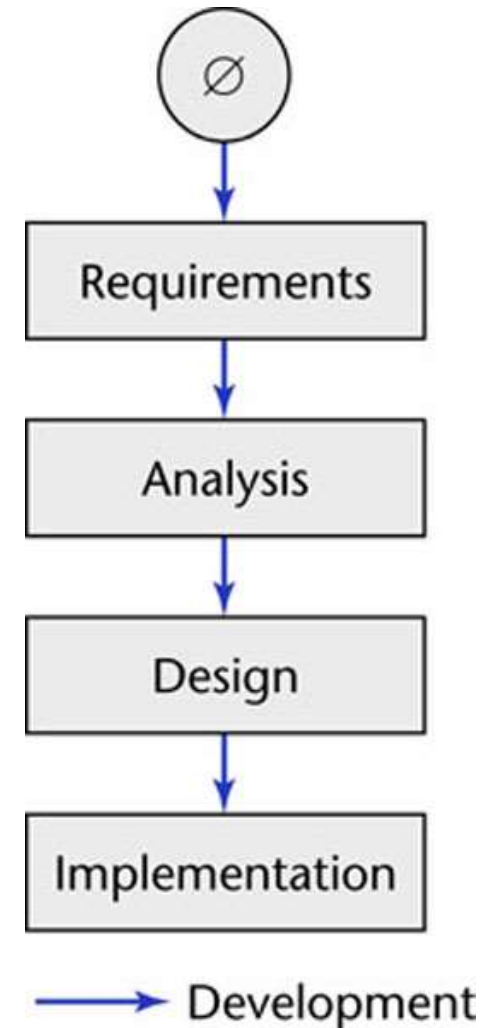 ∅
Requirements
Analysis
Design
Implementation
Development